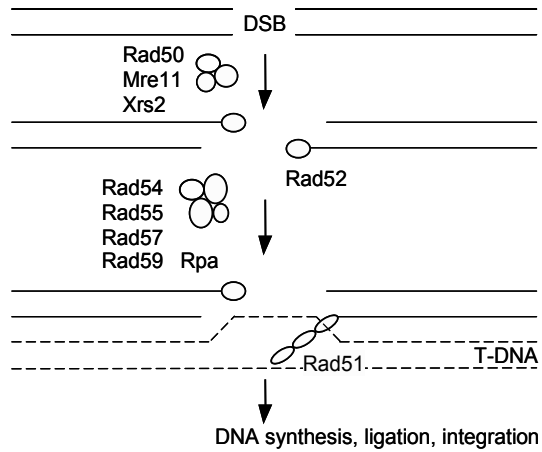 DSB
Rad50
Mre11
Xrs2
Rad52
Rad54
Rad55
Rad57
Rad59 Rpa
T-DNA
Rad51
DNA synthesis, ligation, integration